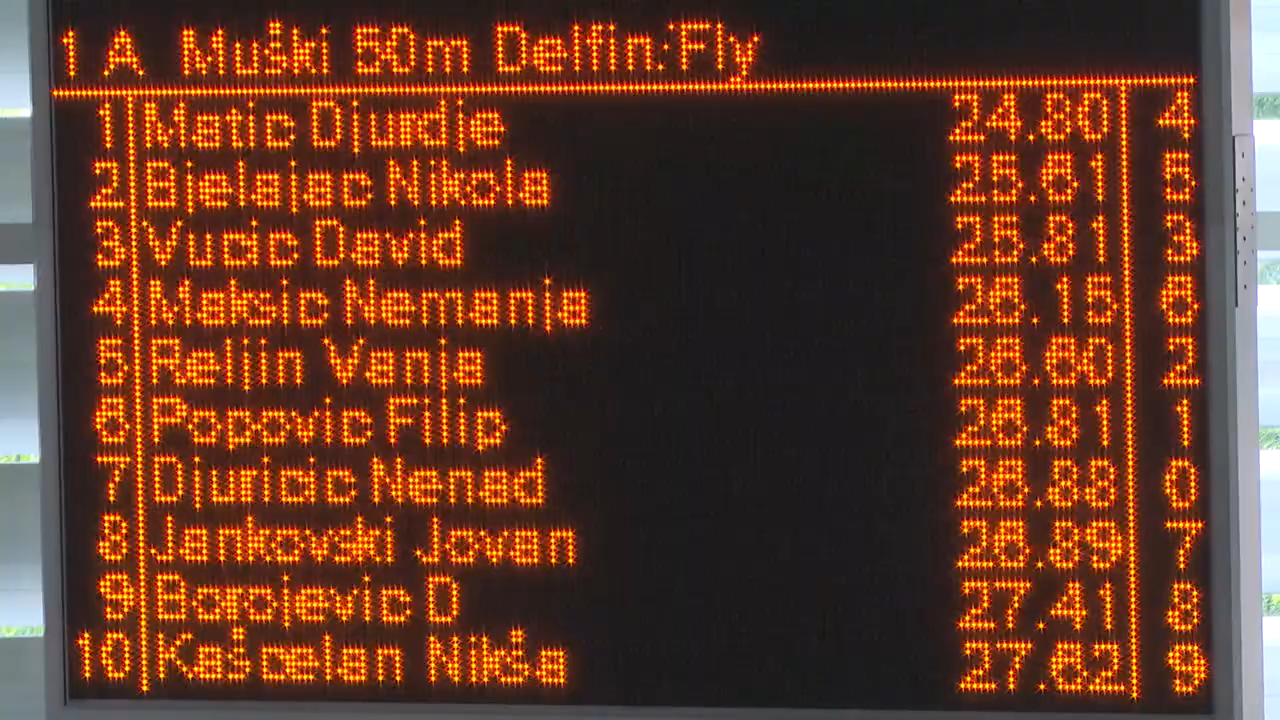 1 A Muški 50m Delfin:Fly
1 Matic Djurdje 24.80 4
2 Bjelajac Nikola 25.61 5
3 Vucic David 25.81 3
4 Maksic Nemanja 26.15 6
5 Reljin Vanja 26.60 2
6 Popovic Filip 26.81 1
7 Djuricic Nenad 26.88 0
8 Jankovski Jovan 26.89 7
9 Borojevic D 27.41 8
10 Kašcelan Nikša 27.62 9